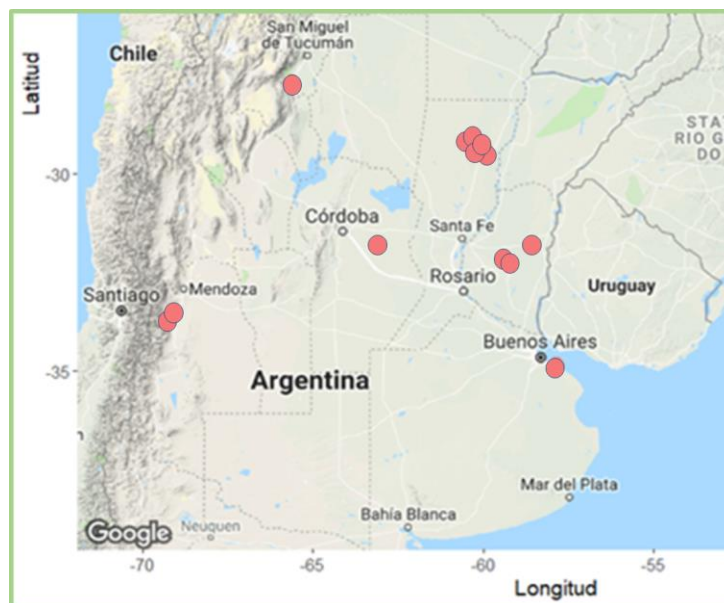 San Miguel
de Tucumán
Chile
Latitud
STA
RIO G
DO
-30
Córdoba
Santa Fe
Rosario
Mendoza
Santiago
Uruguay
Buenos Aires
-35
Argentina
Mar del Plata
Bahía Blanca
Google
Neuquen
-70
-65
-60
-55
Longitud